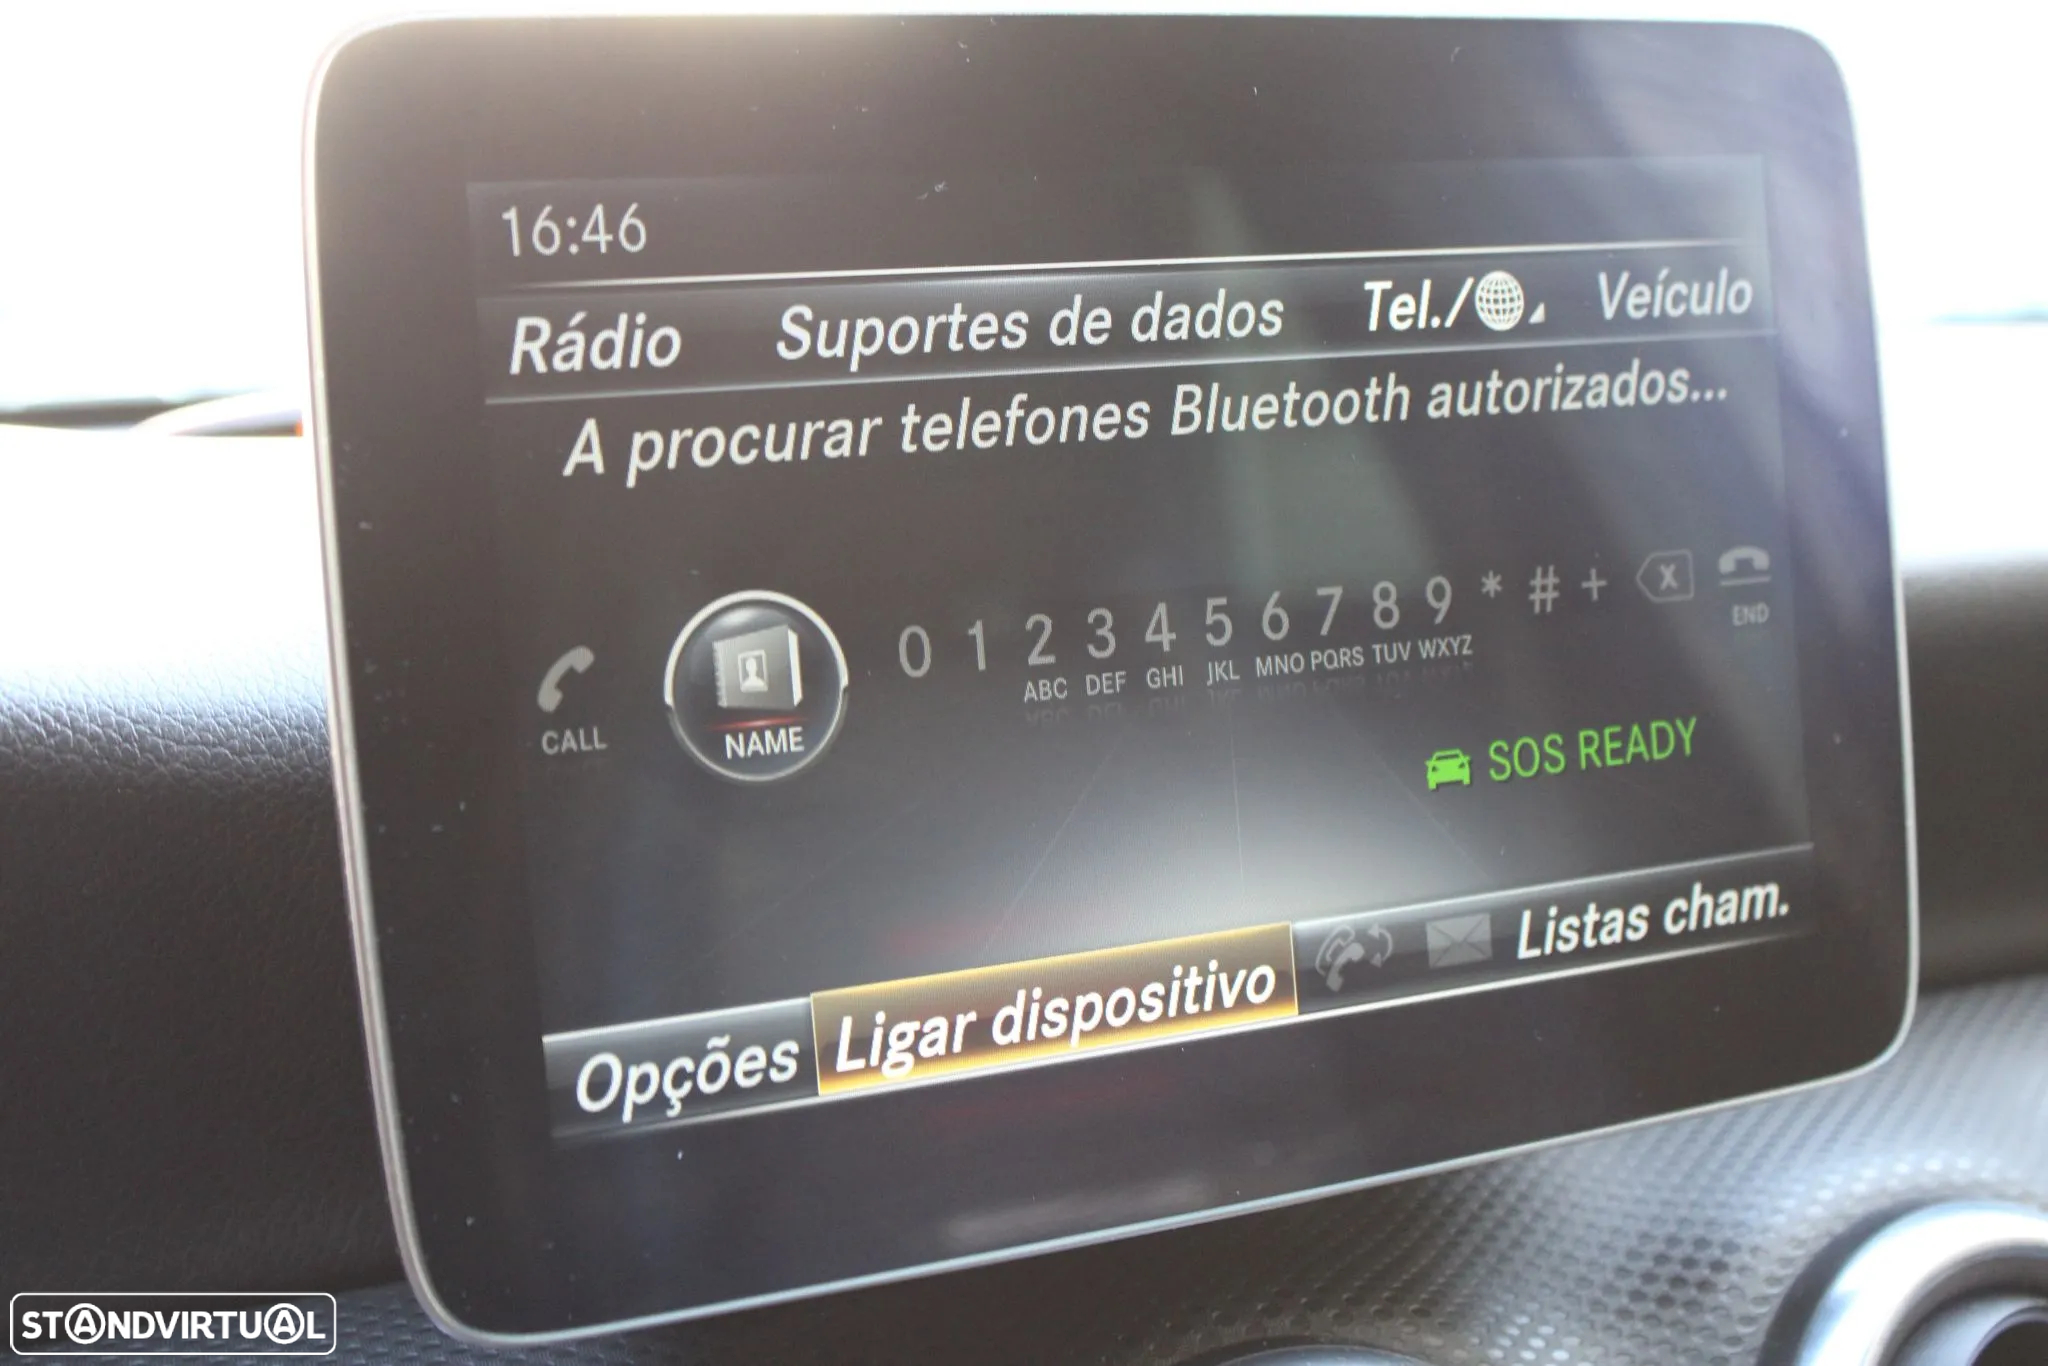 16:46
Rádio Suportes de dados Tel./ Veículo
A procurar telefones Bluetooth autorizados...
CALL NAME 0 1 2 3 4 5 6 7 8 9 * # + X END
ABC DEF GHI JKL MNO PQRS TUV WXYZ
SOS READY
Opções Ligar dispositivo Listas cham.
STANDVIRTUAL